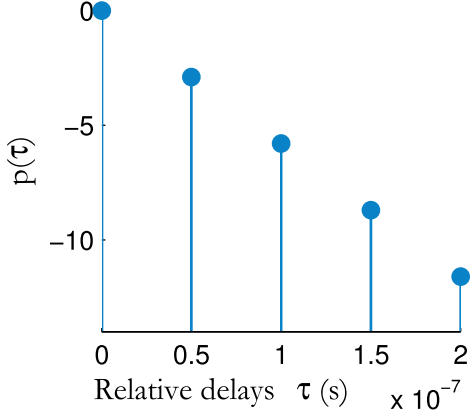 0
−5
−10
p(τ)
0 0.5 1 1.5 2
Relative delays τ (s)
x 10⁻⁷